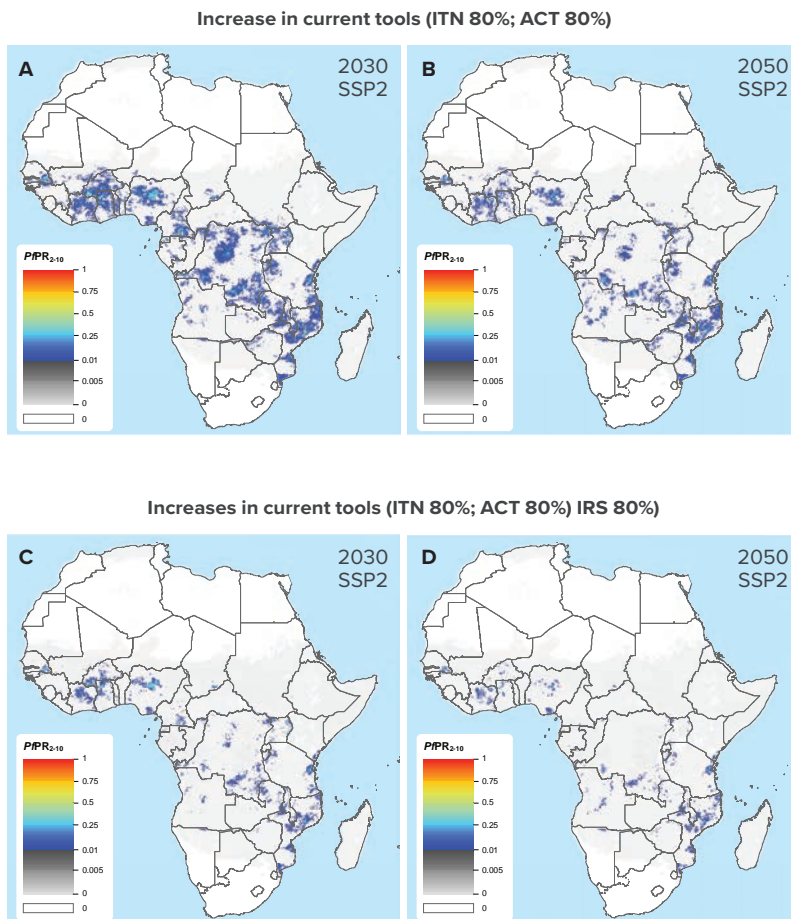 Increase in current tools (ITN 80%; ACT 80%)
A
2030
SSP2
PfPR2-10
1
0.75
0.5
0.25
0.01
0.005
0
0
B
2050
SSP2
PfPR2-10
1
0.75
0.5
0.25
0.01
0.005
0
0
Increases in current tools (ITN 80%; ACT 80%) IRS 80%)
C
2030
SSP2
PfPR2-10
1
0.75
0.5
0.25
0.01
0.005
0
0
D
2050
SSP2
PfPR2-10
1
0.75
0.5
0.25
0.01
0.005
0
0